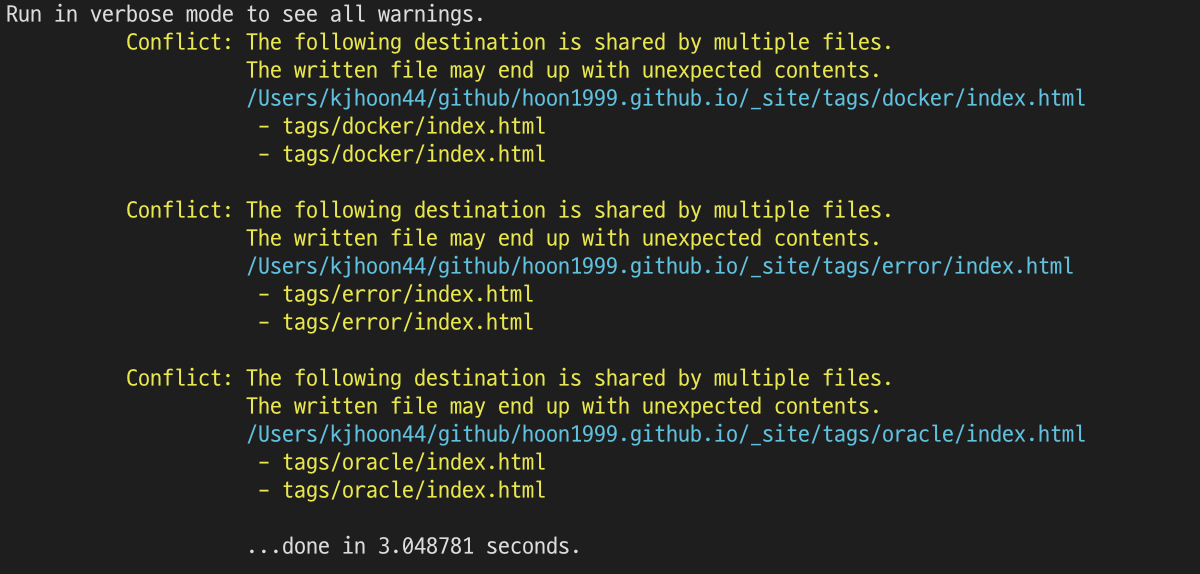 Run in verbose mode to see all warnings.
Conflict: The following destination is shared by multiple files.
The written file may end up with unexpected contents.
/Users/kjhoon44/github/hoon1999.github.io/_site/tags/docker/index.html
- tags/docker/index.html
- tags/docker/index.html
Conflict: The following destination is shared by multiple files.
The written file may end up with unexpected contents.
/Users/kjhoon44/github/hoon1999.github.io/_site/tags/error/index.html
- tags/error/index.html
- tags/error/index.html
Conflict: The following destination is shared by multiple files.
The written file may end up with unexpected contents.
/Users/kjhoon44/github/hoon1999.github.io/_site/tags/oracle/index.html
- tags/oracle/index.html
- tags/oracle/index.html
...done in 3.048781 seconds.